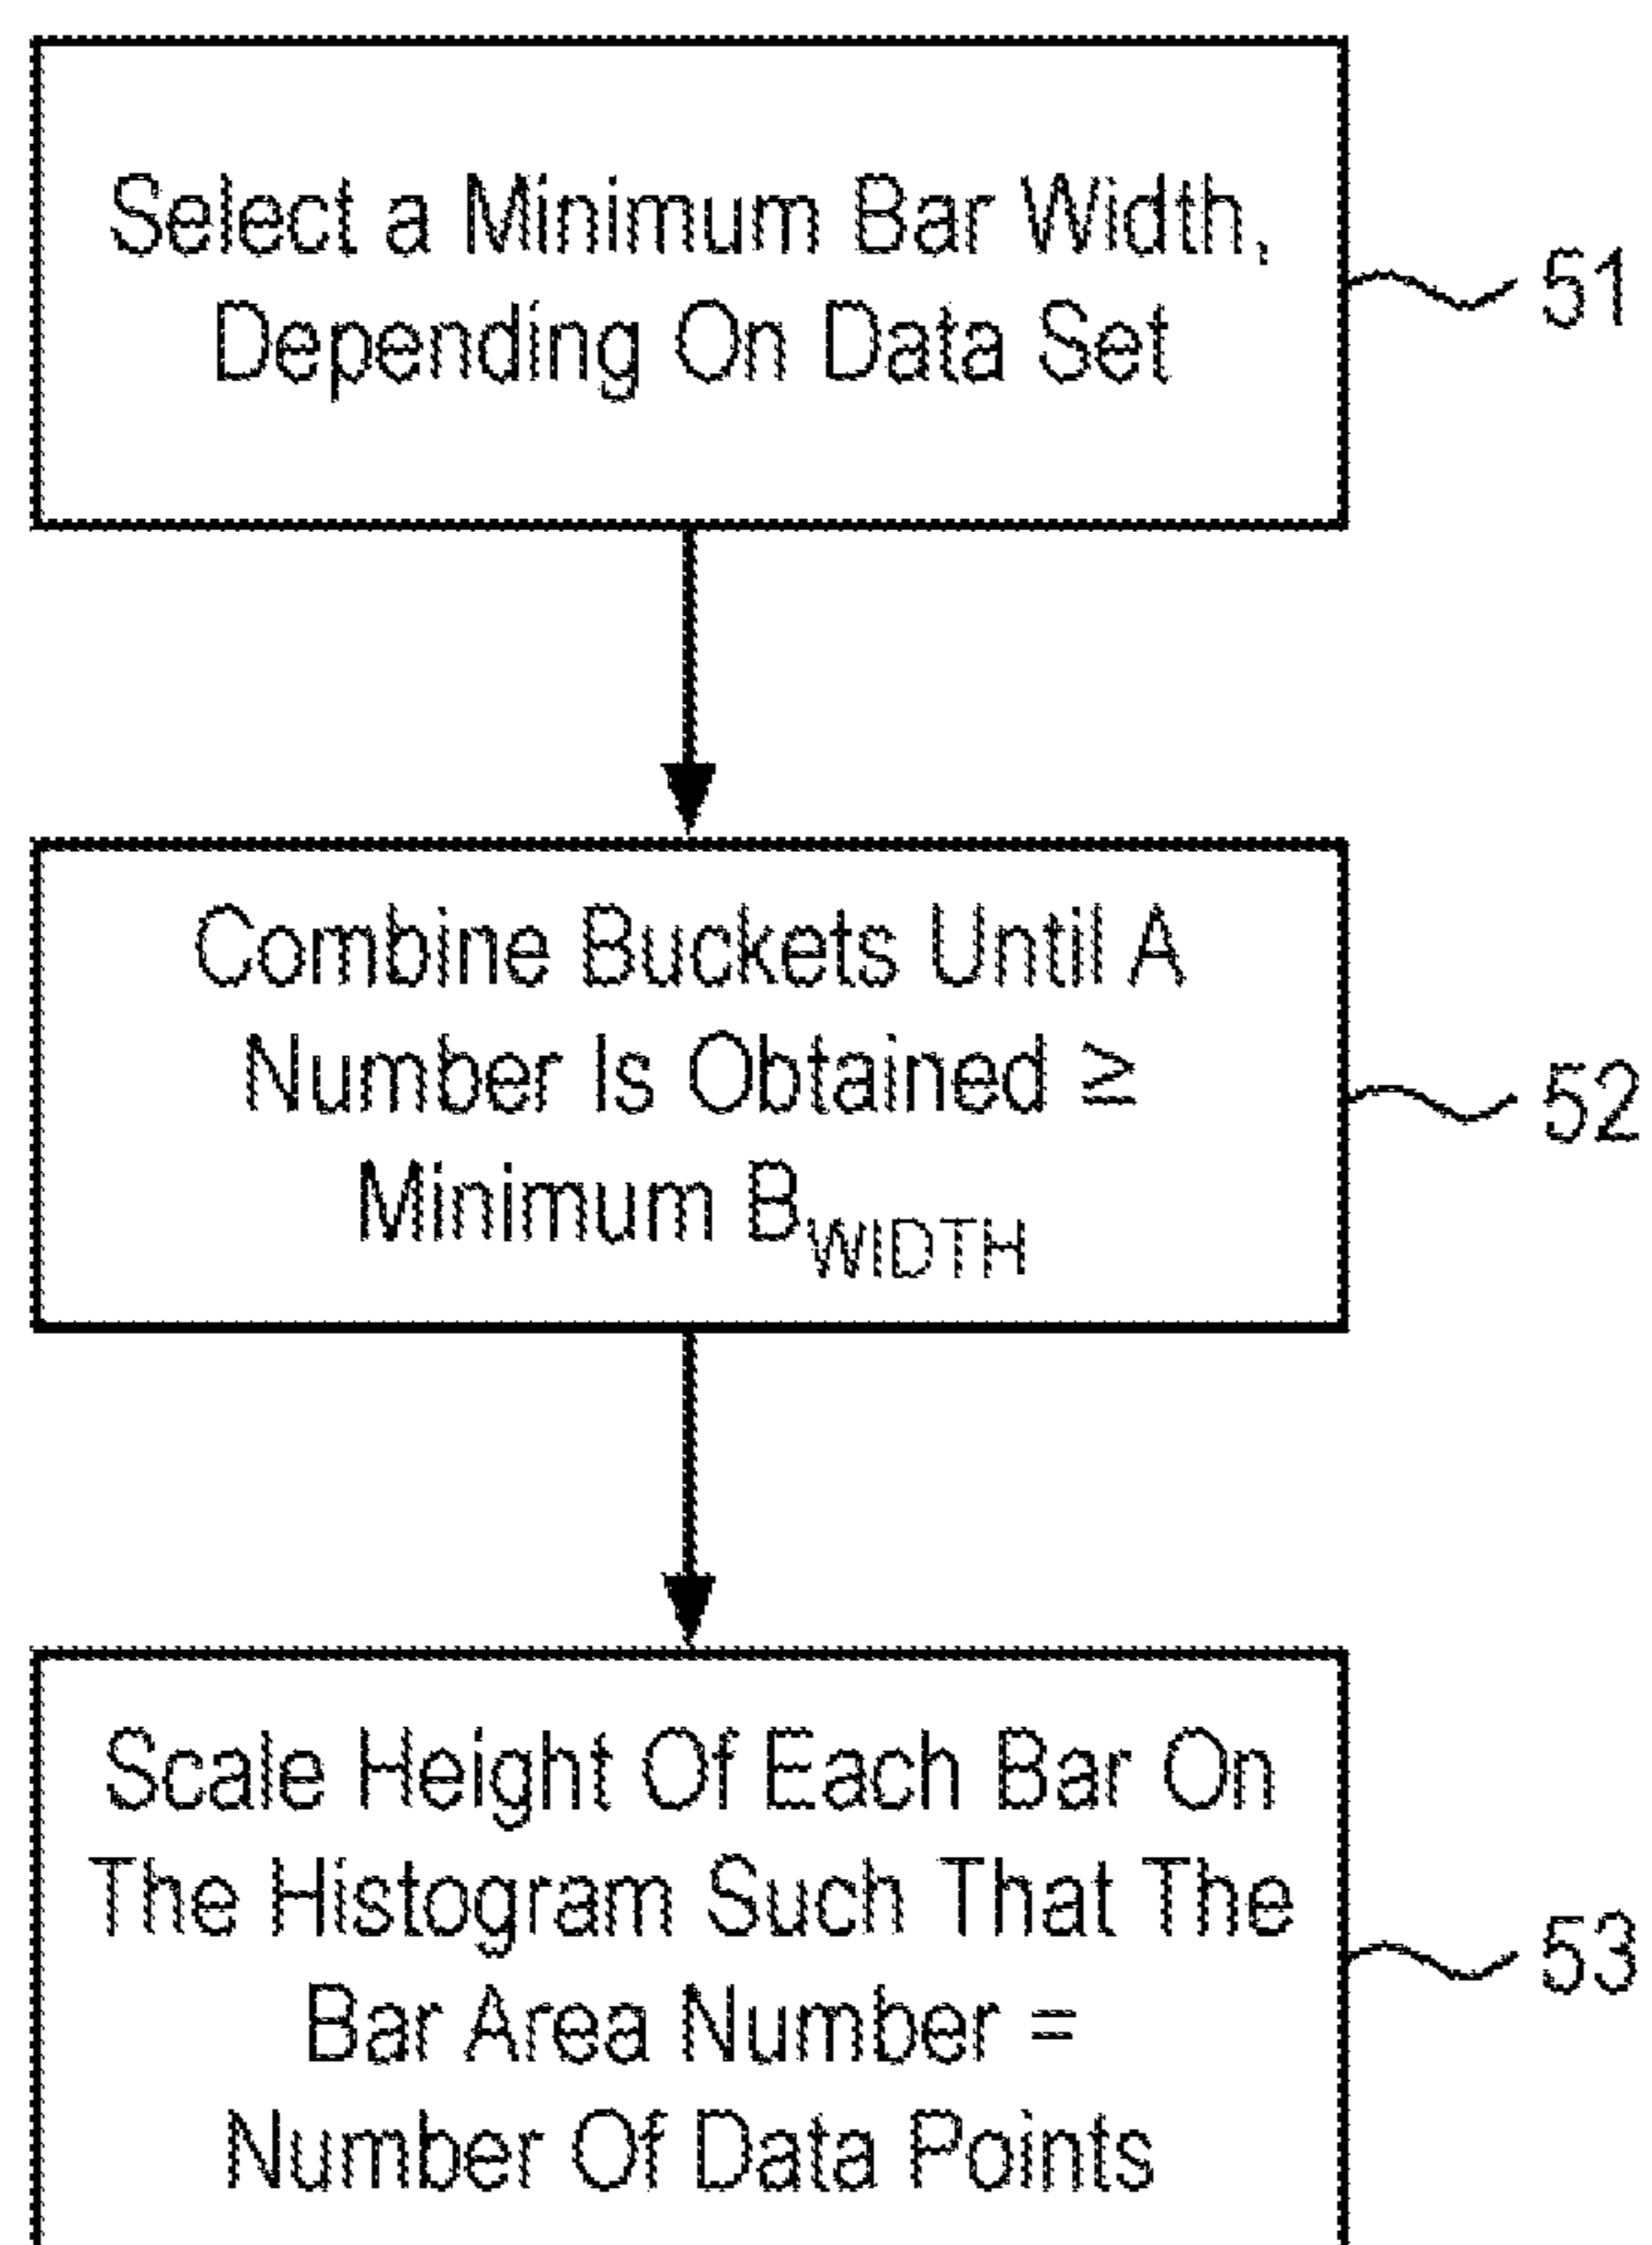 Select a Minimum Bar Width,
Depending On Data Set
51
Combine Buckets Until A
Number Is Obtained ≥
Minimum B_WIDTH
52
Scale Height Of Each Bar On
The Histogram Such That The
Bar Area Number =
Number Of Data Points
53